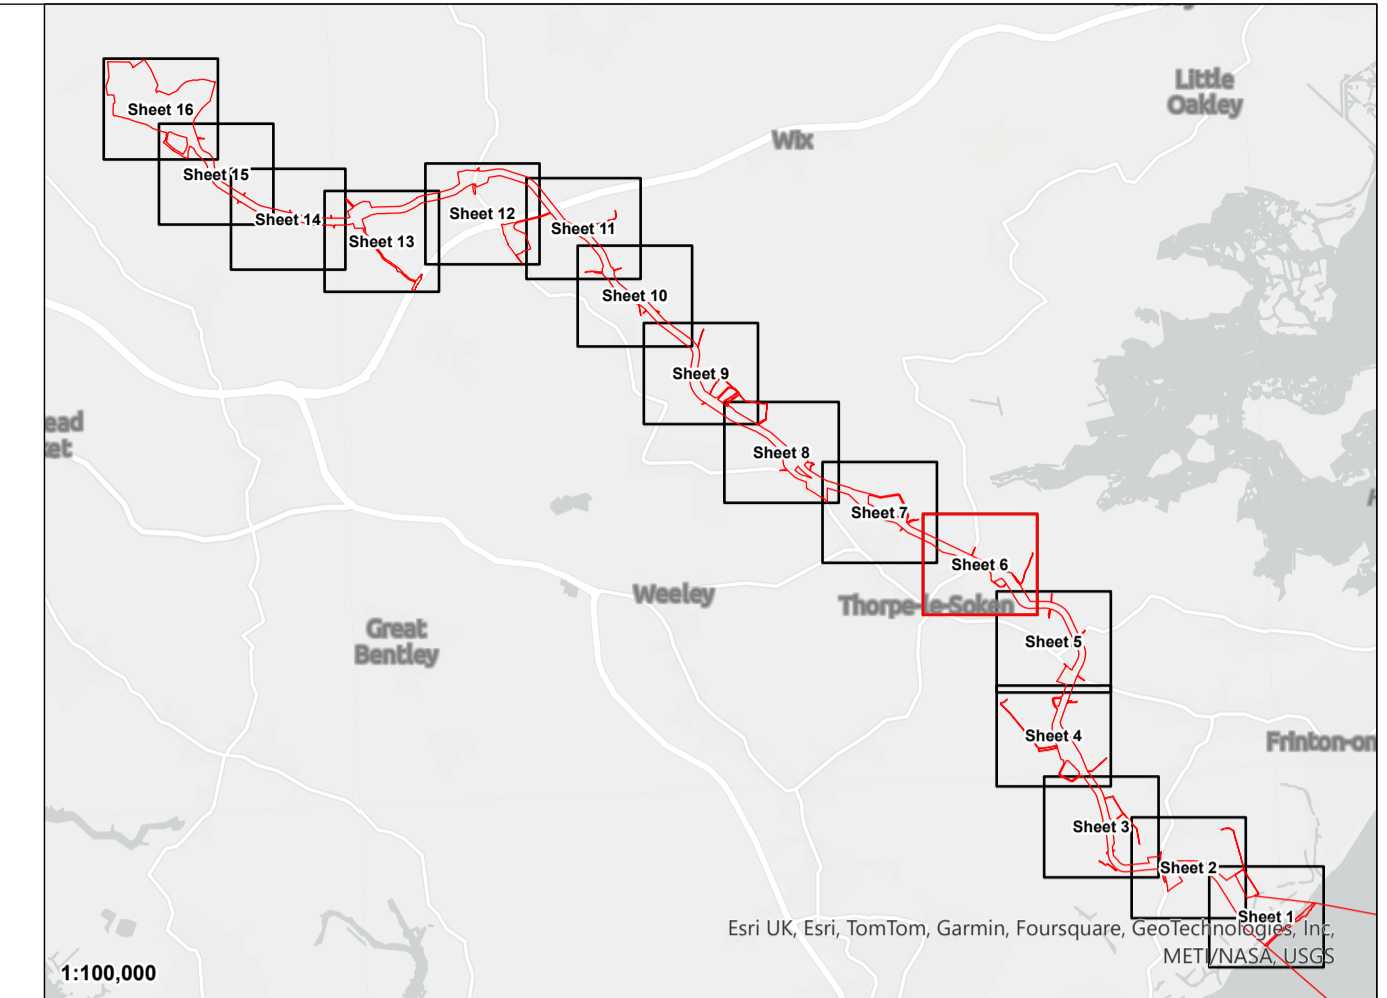 Little
Oakley
Wix
Sheet 16
Sheet 15
Sheet 14
Sheet 13
Sheet 12
Sheet 11
Sheet 10
Sheet 9
Sheet 8
Sheet 7
Sheet 6
Weeley
Thorpe-le-Soken
Great
Bentley
Sheet 5
Sheet 4
Frinton-on
Sheet 3
Sheet 2
Sheet 1
Esri UK, Esri, TomTom, Garmin, Foursquare, GeoTechnologies, Inc,
METI/NASA, USGS
1:100,000